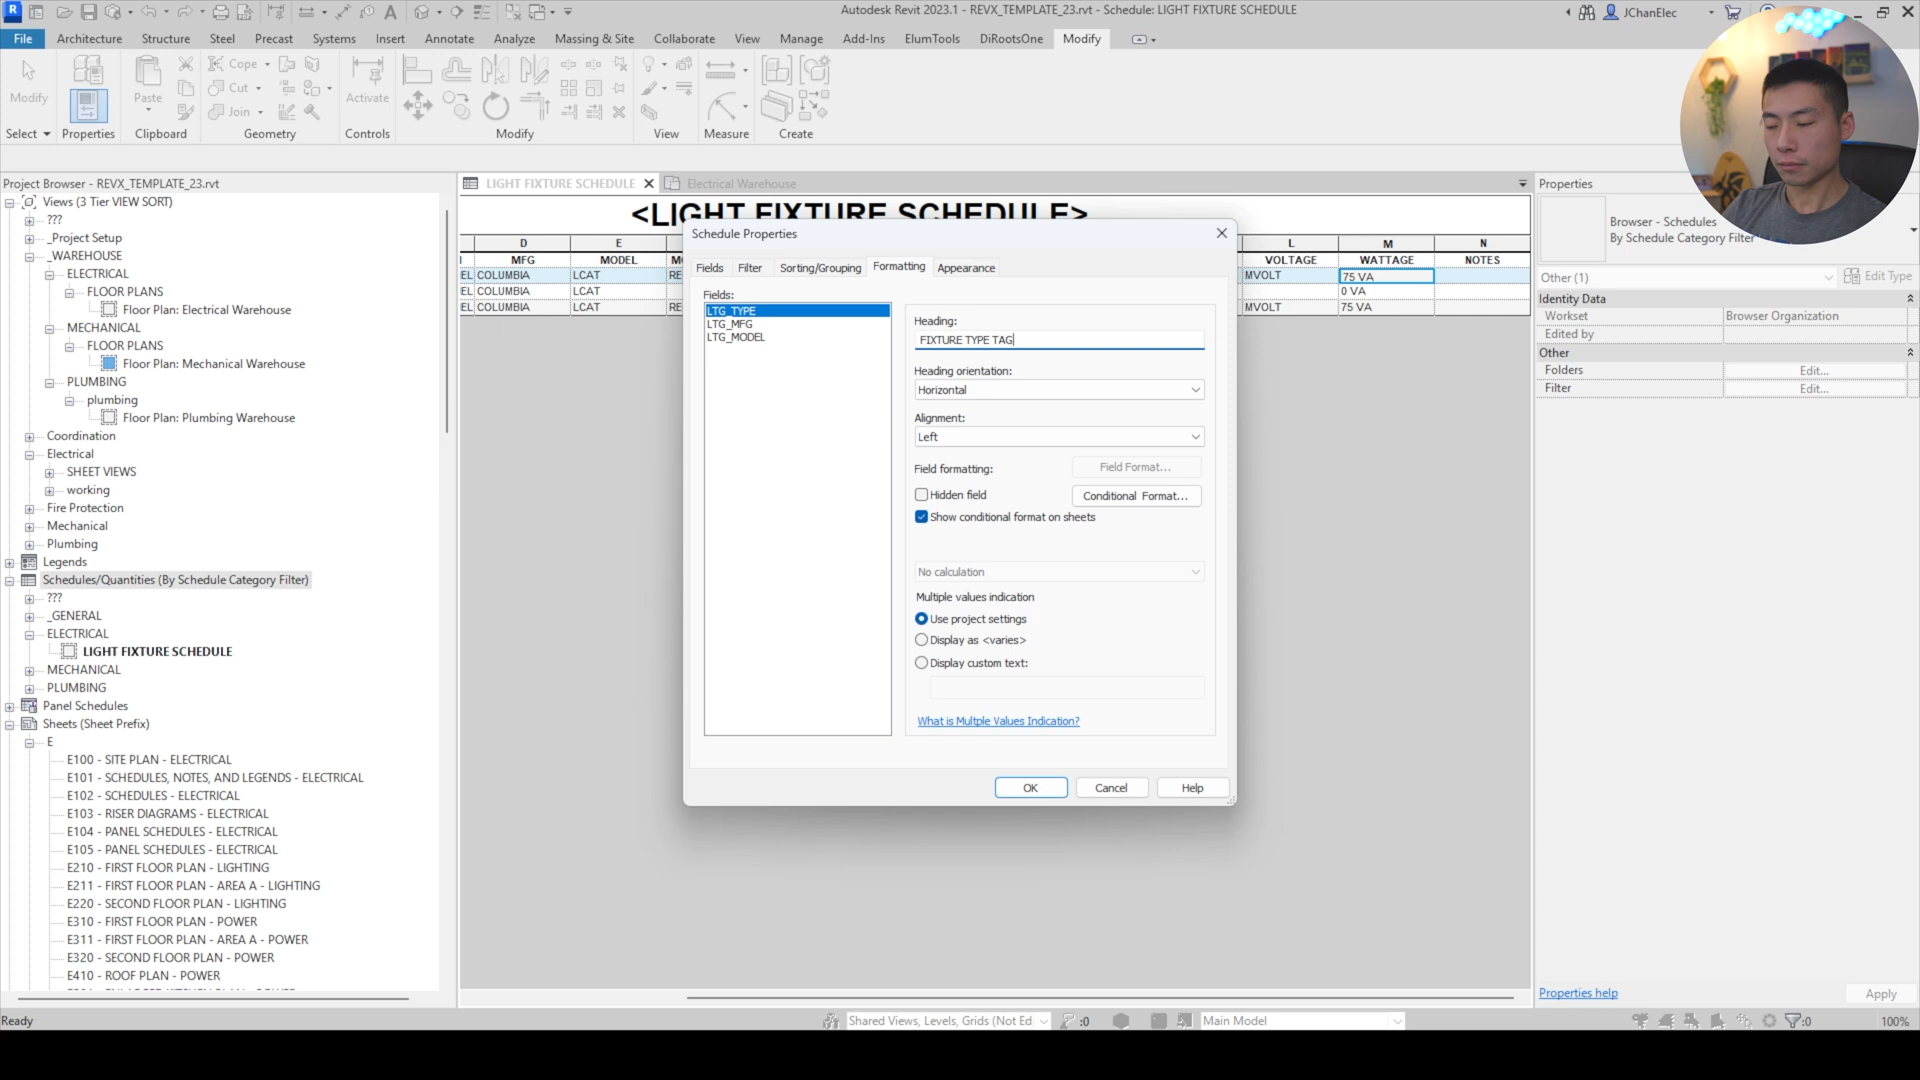 R
Autodesk Revit 2023.1 - REVX_TEMPLATE_23.rvt - Schedule: LIGHT FIXTURE SCHEDULE
JChanElec
File Architecture Structure Steel Precast Systems Insert Annotate Analyze Massing & Site Collaborate View Manage Add-Ins ElumTools DiRootsOne Modify
Cope
Cut
Join
Modify Paste Activate
Select Properties Clipboard Geometry Controls Modify View Measure Create
Project Browser - REVX_TEMPLATE_23.rvt
Views (3 Tier VIEW SORT)
???
_Project Setup
_WAREHOUSE
ELECTRICAL
FLOOR PLANS
Floor Plan: Electrical Warehouse
MECHANICAL
FLOOR PLANS
Floor Plan: Mechanical Warehouse
PLUMBING
plumbing
Floor Plan: Plumbing Warehouse
Coordination
Electrical
SHEET VIEWS
working
Fire Protection
Mechanical
Plumbing
Legends
Schedules/Quantities (By Schedule Category Filter)
???
_GENERAL
ELECTRICAL
LIGHT FIXTURE SCHEDULE
MECHANICAL
PLUMBING
Panel Schedules
Sheets (Sheet Prefix)
E
E100 - SITE PLAN - ELECTRICAL
E101 - SCHEDULES, NOTES, AND LEGENDS - ELECTRICAL
E102 - SCHEDULES - ELECTRICAL
E103 - RISER DIAGRAMS - ELECTRICAL
E104 - PANEL SCHEDULES - ELECTRICAL
E105 - PANEL SCHEDULES - ELECTRICAL
E210 - FIRST FLOOR PLAN - LIGHTING
E211 - FIRST FLOOR PLAN - AREA A - LIGHTING
E220 - SECOND FLOOR PLAN - LIGHTING
E310 - FIRST FLOOR PLAN - POWER
E311 - FIRST FLOOR PLAN - AREA A - POWER
E320 - SECOND FLOOR PLAN - POWER
E410 - ROOF PLAN - POWER
LIGHT FIXTURE SCHEDULE Electrical Warehouse
<LIGHT FIXTURE SCHEDULE>
D E L M N
MFG MODEL VOLTAGE WATTAGE NOTES
EL COLUMBIA LCAT RE MVOLT 75 VA
EL COLUMBIA LCAT 0 VA
EL COLUMBIA LCAT RE MVOLT 75 VA
Schedule Properties
Fields Filter Sorting/Grouping Formatting Appearance
Fields:
LTG_TYPE
LTG_MFG
LTG_MODEL
Heading:
FIXTURE TYPE TAG
Heading orientation:
Horizontal
Alignment:
Left
Field formatting: Field Format...
Hidden field Conditional Format...
Show conditional format on sheets
No calculation
Multiple values indication
Use project settings
Display as <varies>
Display custom text:
What is Multple Values Indication?
OK Cancel Help
Properties
Browser - Schedules
By Schedule Category Filter
Other (1) Edit Type
Identity Data
Workset Browser Organization
Edited by
Other
Folders Edit...
Filter Edit...
Properties help Apply
Ready Shared Views, Levels, Grids (Not Ed :0 Main Model :0 100%